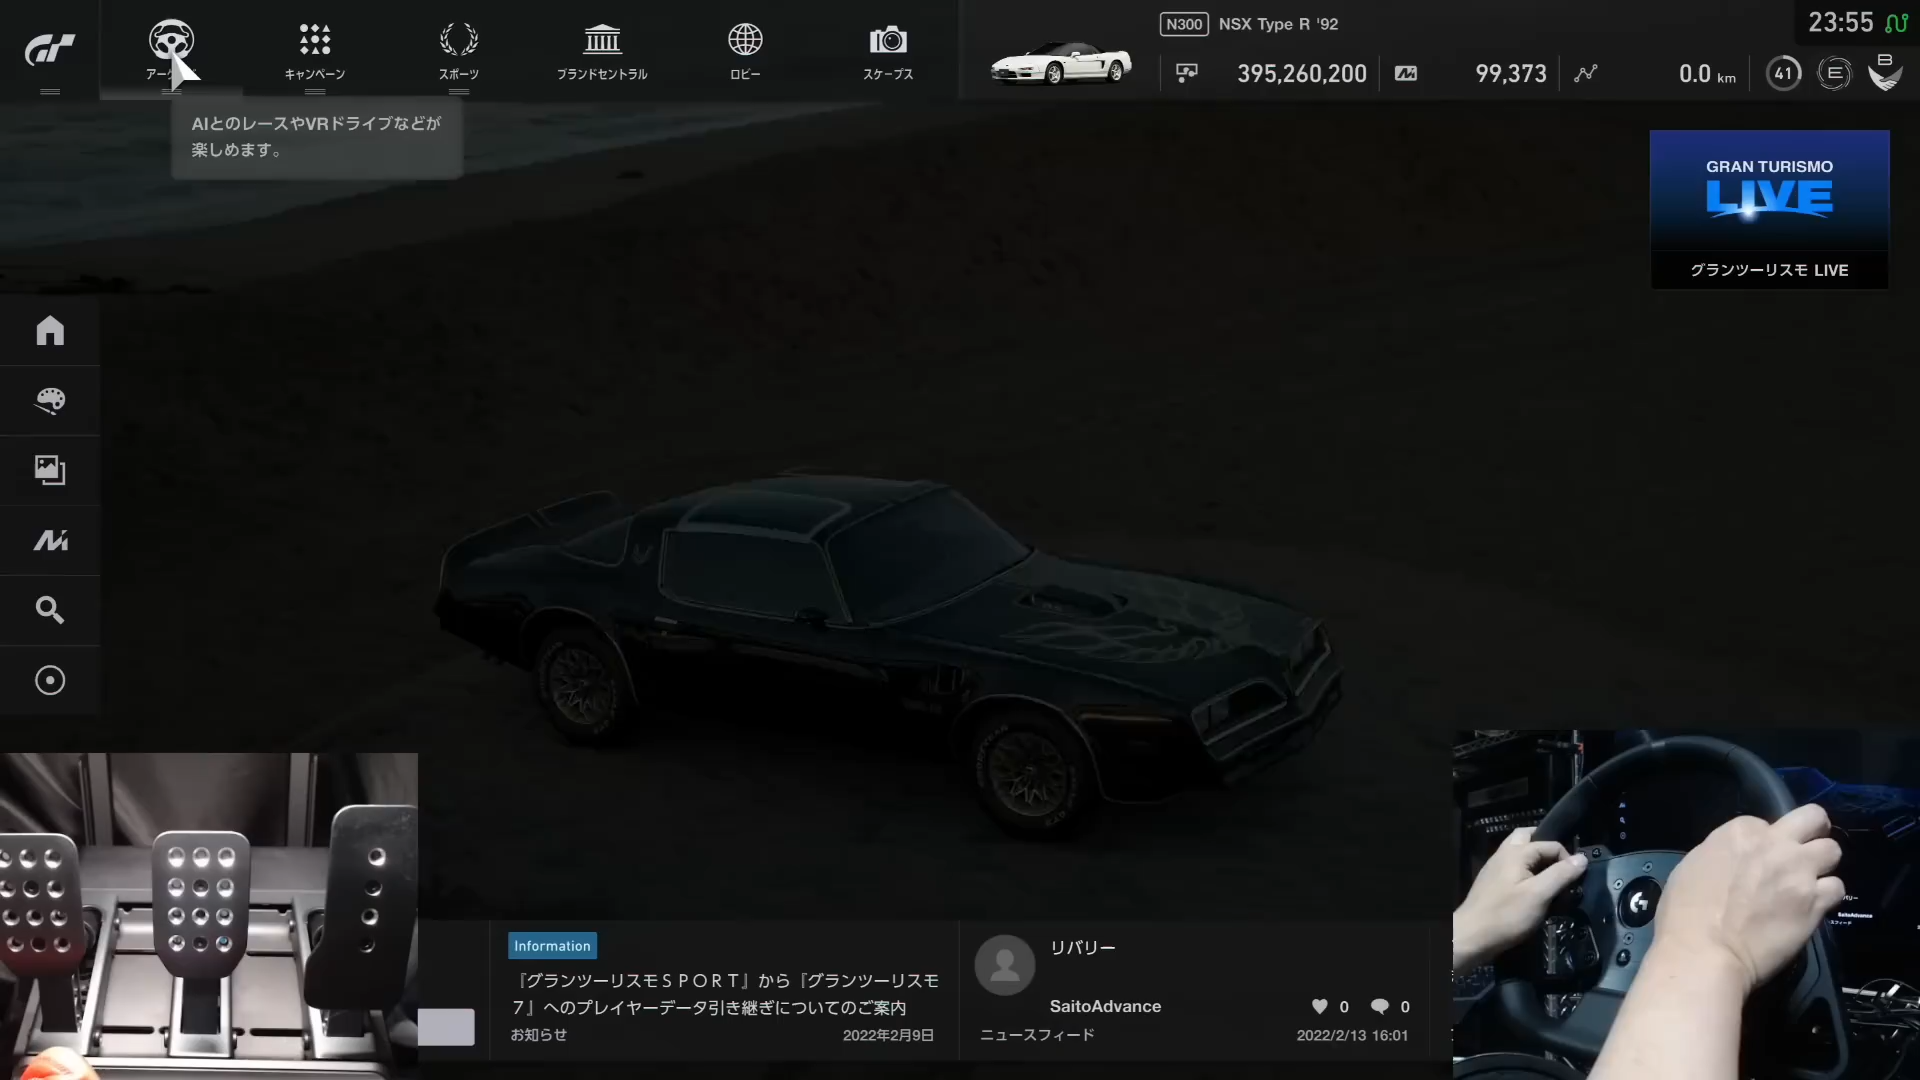 キャンペーン
スポーツ
ブランドセントラル
ロビー
スケープス
N300 NSX Type R '92
23:55
395,260,200
99,373
0.0 km
41
E
B
AIとのレースやVRドライブなどが
楽しめます。
GRAN TURISMO
LIVE
グランツーリスモ LIVE
Information
『グランツーリスモＳＰＯＲＴ』から『グランツーリスモ
７』へのプレイヤーデータ引き継ぎについてのご案内
お知らせ
2022年2月9日
リバリー
SaitoAdvance
0
0
ニュースフィード
2022/2/13 16:01